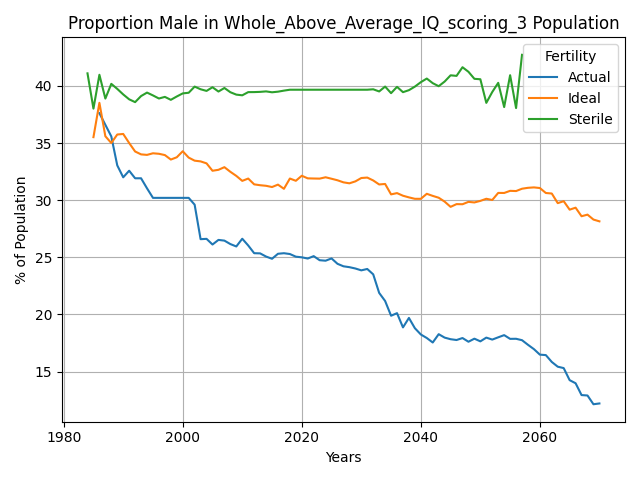 Proportion Male in Whole_Above_Average_IQ_scoring_3 Population
Fertility
Actual
Ideal
Sterile
% of Population
40
35
30
25
20
15
1980
2000
2020
2040
2060
Years